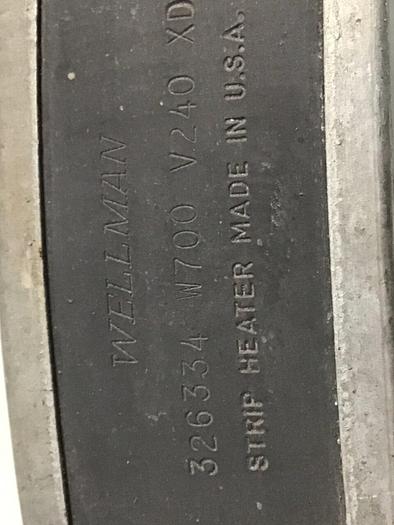 WELLMAN
326334 W700 V240 XD
STRIP HEATER MADE IN U.S.A.